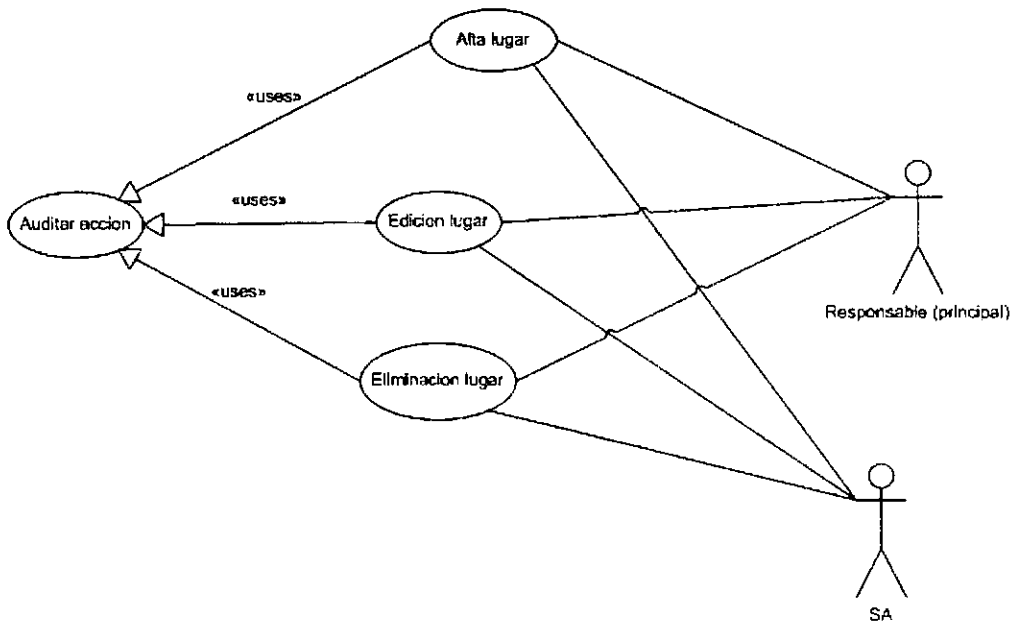 Alta lugar
«uses»
«uses»
Auditar accion
Edicion lugar
«uses»
Responsable (principal)
Eliminacion lugar
SA